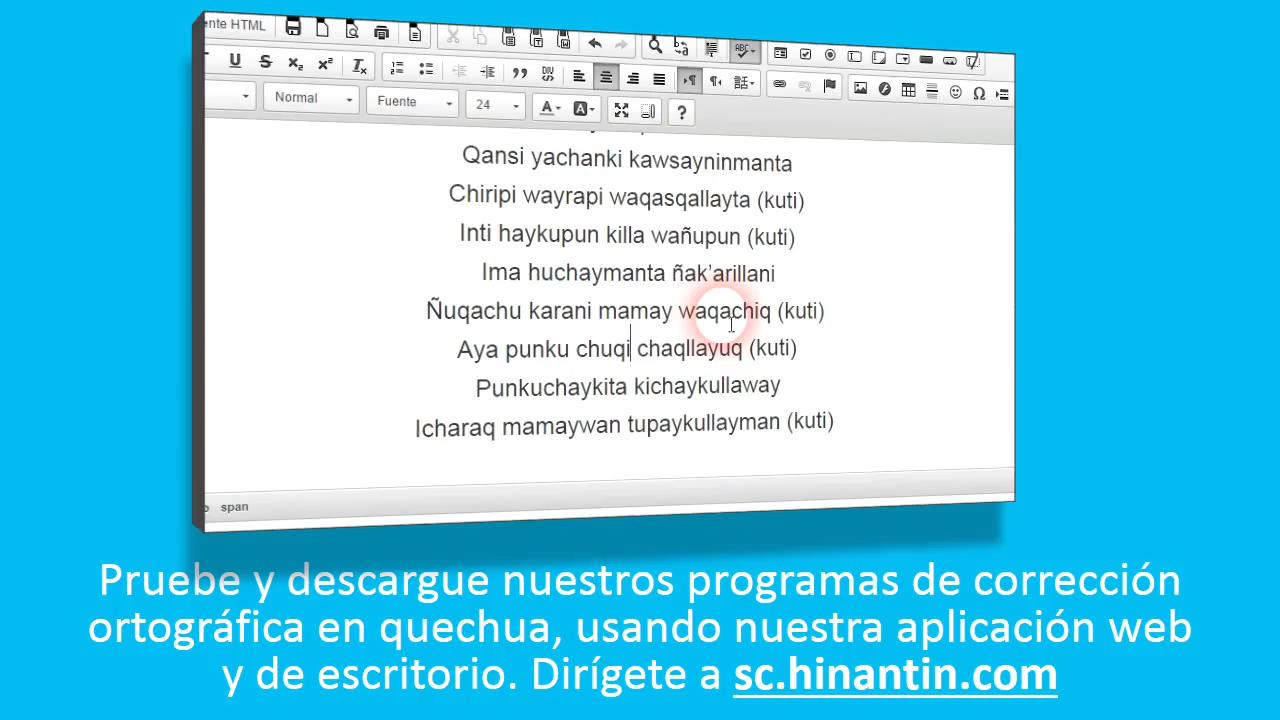 ente HTML
Normal
Fuente
24
Qansi yachanki kawsayninmanta
Chiripi wayrapi waqasqallayta (kuti)
Inti haykupun killa wañupun (kuti)
Ima huchaymanta ñak’arillani
Ñuqachu karani mamay waqachiq (kuti)
Aya punku chuqi chaqllayuq (kuti)
Punkuchaykita kichaykullaway
Icharaq mamaywan tupaykullayman (kuti)
span
Pruebe y descargue nuestros programas de corrección
ortográfica en quechua, usando nuestra aplicación web
y de escritorio. Dirígete a sc.hinantin.com